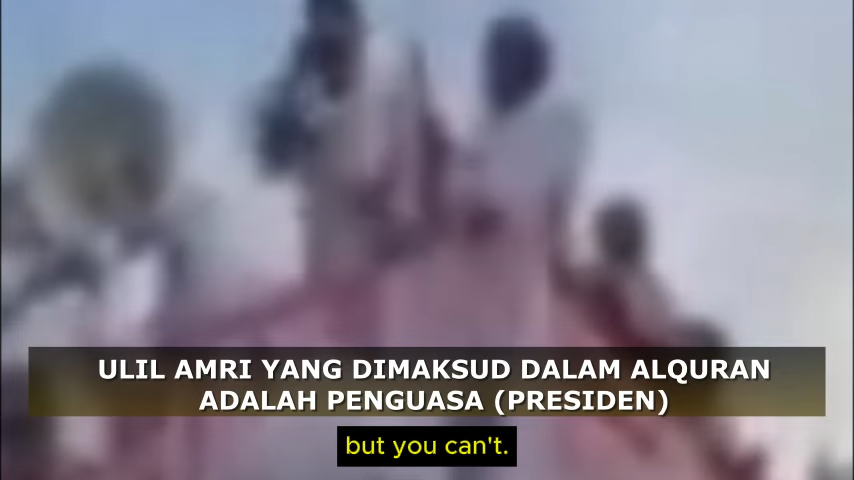 ULIL AMRI YANG DIMAKSUD DALAM ALQURAN
ADALAH PENGUASA (PRESIDEN)
but you can't.